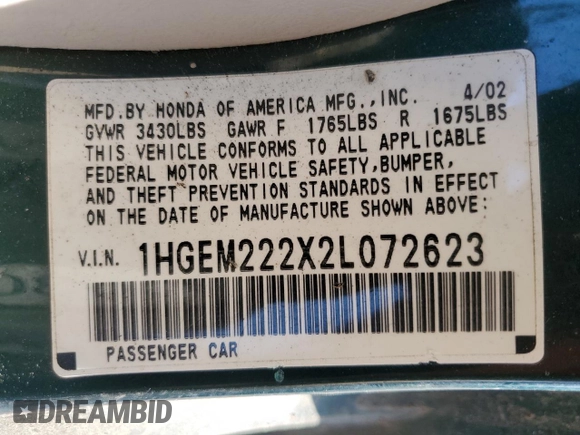 MFD.BY HONDA OF AMERICA MFG.,INC. 4/02
GVWR 3430LBS GAWR F 1765LBS R 1675LBS
THIS VEHICLE CONFORMS TO ALL APPLICABLE
FEDERAL MOTOR VEHICLE SAFETY,BUMPER,
AND THEFT PREVENTION STANDARDS IN EFFECT
ON THE DATE OF MANUFACTURE SHOWN ABOVE:
V.I.N. 1HGEM222X2L072623
PASSENGER CAR
DREAMBID